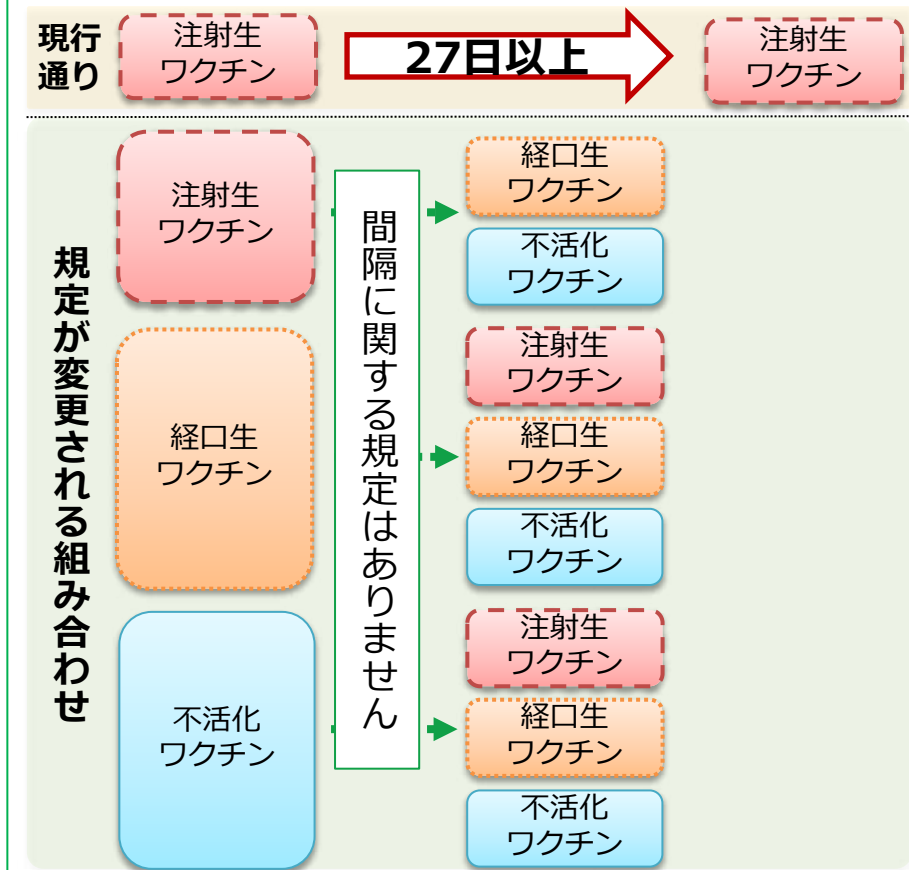 現行
通り
注射生
ワクチン
27日以上
注射生
ワクチン
規定が変更される組み合わせ
注射生
ワクチン
間隔に関する規定はありません
経口生
ワクチン
不活化
ワクチン
経口生
ワクチン
注射生
ワクチン
経口生
ワクチン
不活化
ワクチン
不活化
ワクチン
注射生
ワクチン
経口生
ワクチン
不活化
ワクチン